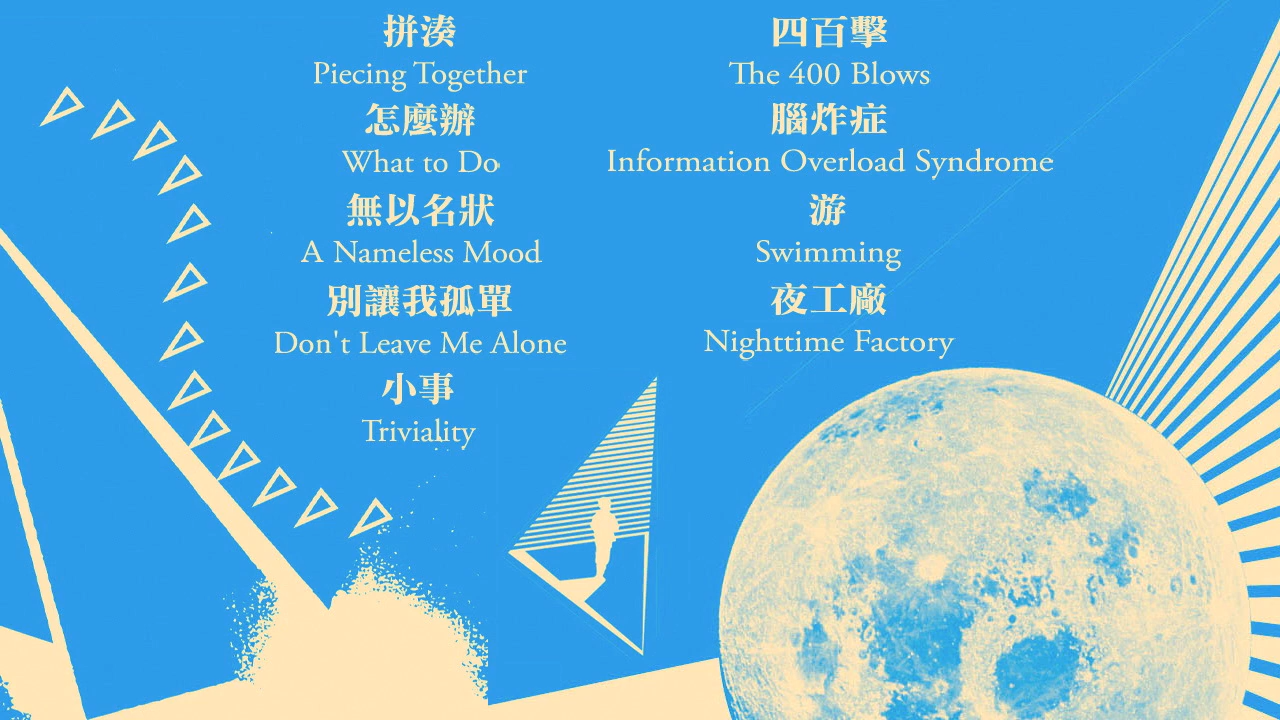 拼湊
Piecing Together
怎麼辦
What to Do
無以名狀
A Nameless Mood
別讓我孤單
Don't Leave Me Alone
小事
Triviality
四百擊
The 400 Blows
腦炸症
Information Overload Syndrome
游
Swimming
夜工廠
Nighttime Factory